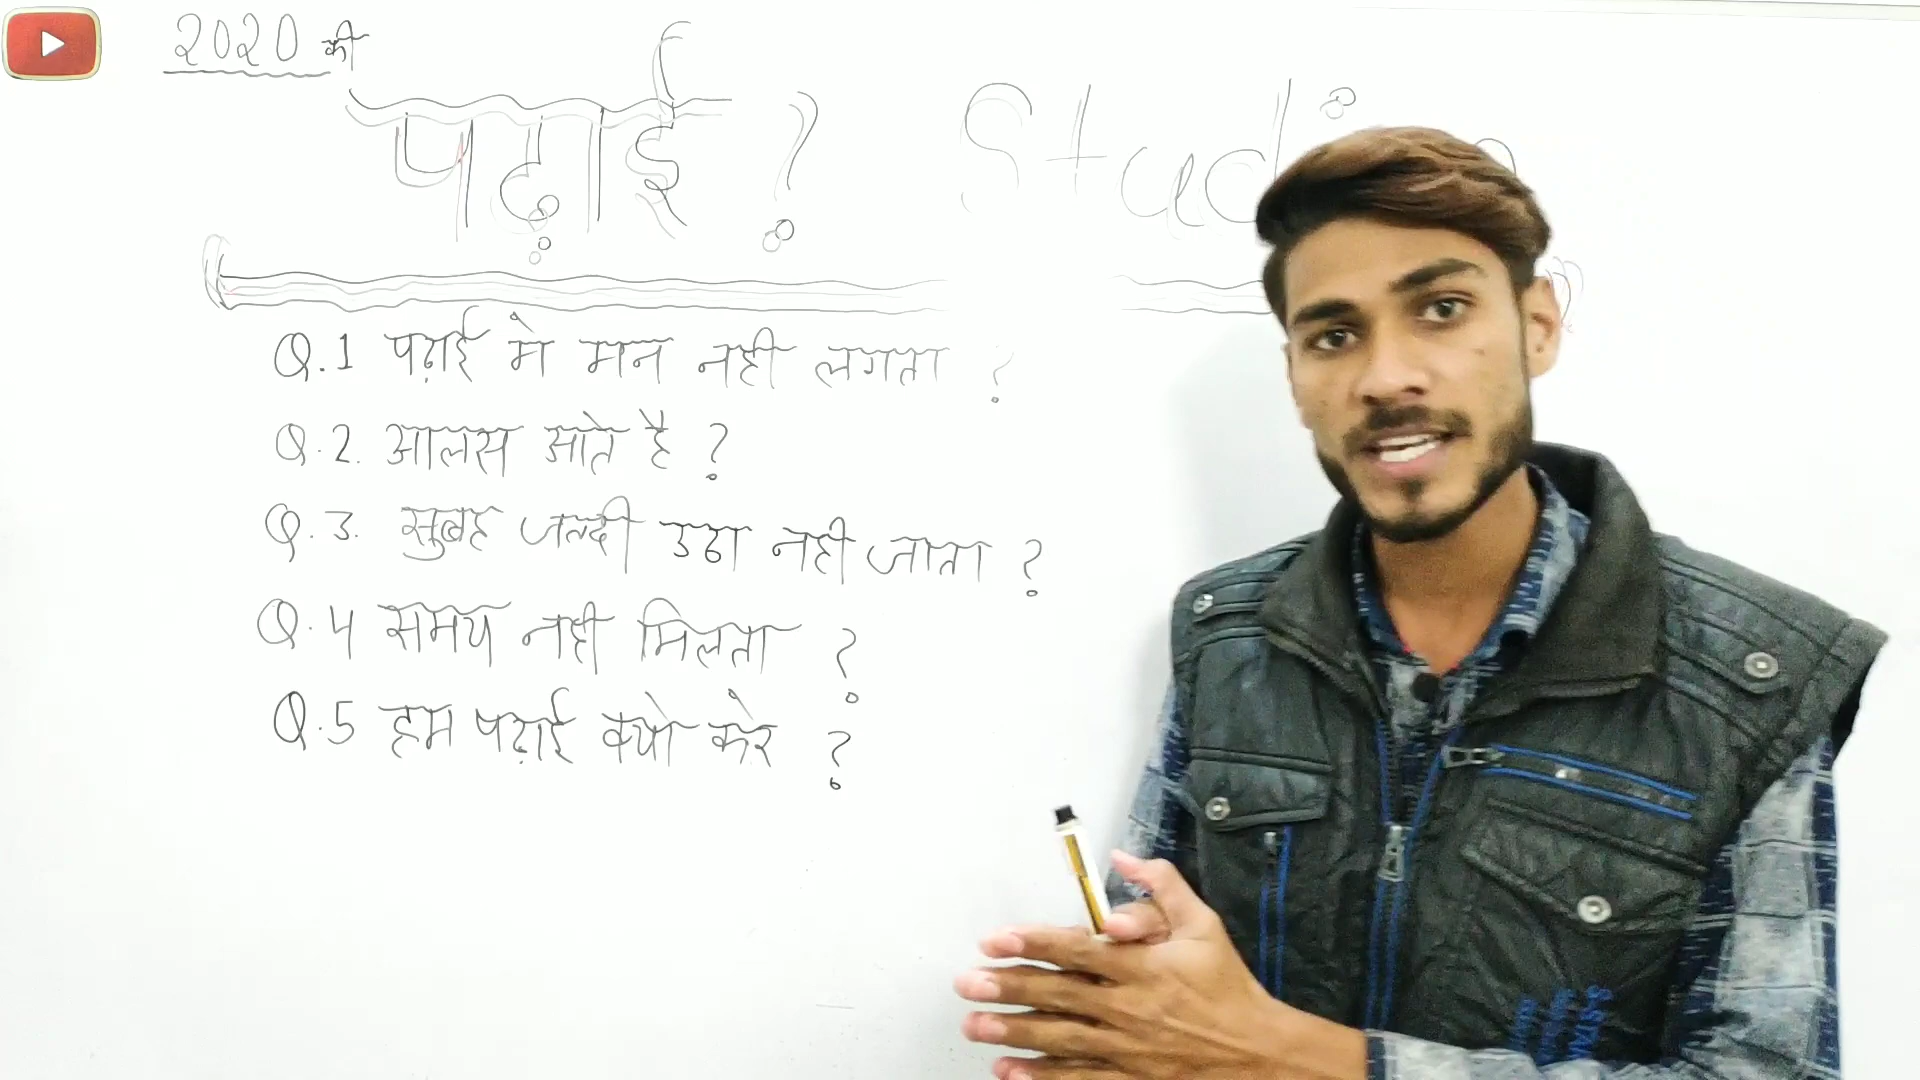 2020 की
पढ़ाई ?
Q.1 पढ़ाई मे मन नही लगता ?
Q.2. आलस आते है ?
Q.3. सुबह जल्दी उठा नही जाता ?
Q.4 समय नही मिलता ?
Q.5 हम पढ़ाई क्यो करे ?